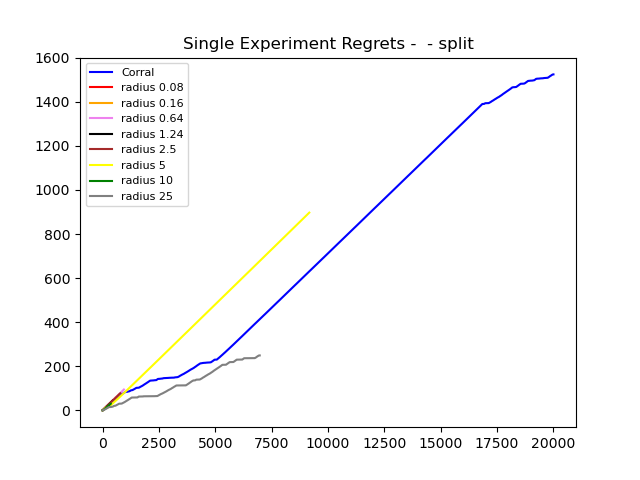 Single Experiment Regrets -  - split
1600
1400
1200
1000
800
600
400
200
0
Corral
radius 0.08
radius 0.16
radius 0.64
radius 1.24
radius 2.5
radius 5
radius 10
radius 25
0 2500 5000 7500 10000 12500 15000 17500 20000